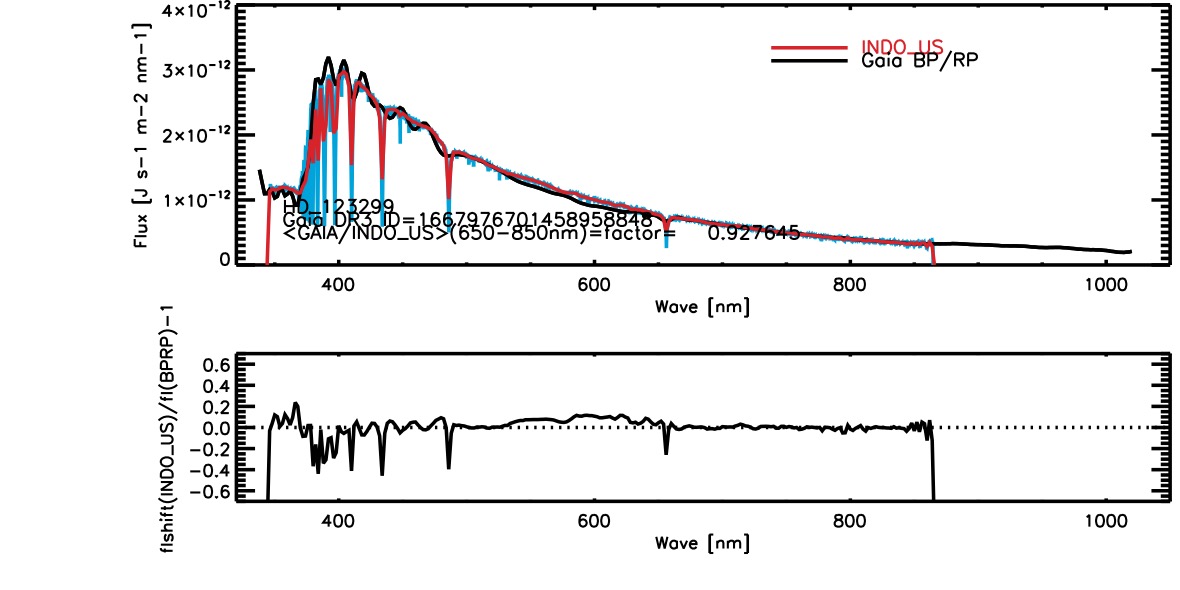 4×10−12
3×10−12
2×10−12
1×10−12
0
Flux [J s−1 m−2 nm−1]
INDO_US
Gaia BP/RP
HD_123299
Gaia DR3 ID=1667976701458958848
<GAIA/INDO_US>(650−850nm)=factor= 0.927645
400 600 800 1000
Wave [nm]
flshift(INDO_US)/fl(BPRP)−1
0.6
0.4
0.2
0.0
−0.2
−0.4
−0.6
400 600 800 1000
Wave [nm]